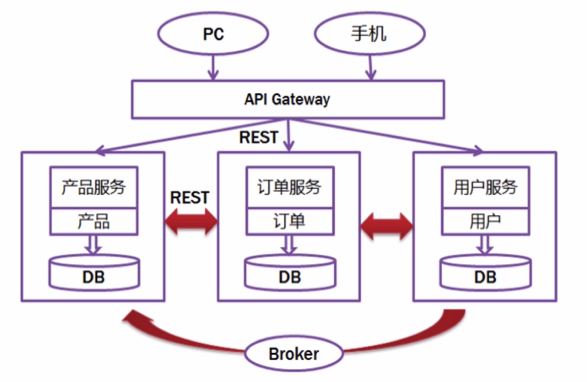 PC
手机
API Gateway
REST
产品服务
产品
DB
REST
订单服务
订单
DB
用户服务
用户
DB
Broker